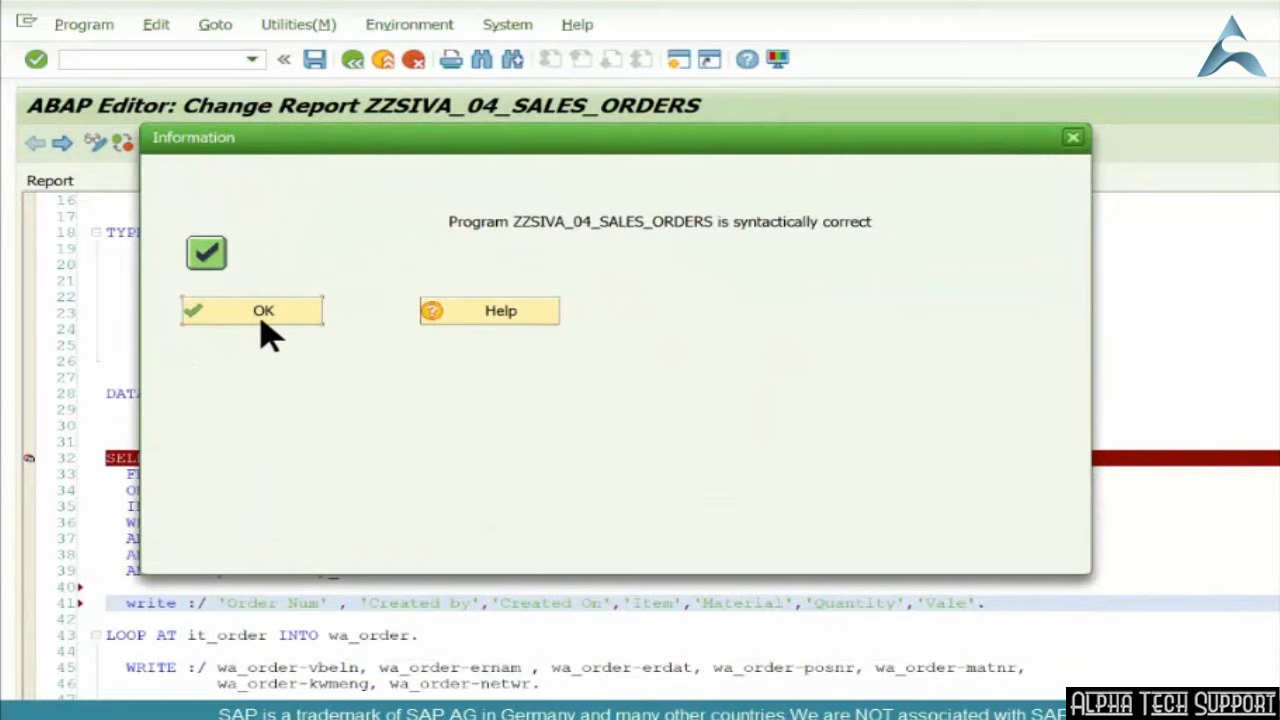 Program Edit Goto Utilities(M) Environment System Help
ABAP Editor: Change Report ZZSIVA_04_SALES_ORDERS
Information
Report
Program ZZSIVA_04_SALES_ORDERS is syntactically correct
OK Help
16
17
18 TYPE
19
20
21
22
23
24
25
26
27
28 DATA
29
30
31
32 SEL
33
34
35
36
37
38
39
40
41 write :/ 'Order Num' , 'Created by','Created On','Item','Material','Quantity','Vale'.
42
43 LOOP AT it_order INTO wa_order.
44
45 WRITE :/ wa_order-vbeln, wa_order-ernam , wa_order-erdat, wa_order-posnr, wa_order-matnr,
46 wa_order-kwmeng, wa_order-netwr.
SAP is a trademark of SAP AG in Germany and many other countries We are NOT associated with SAP
ALPHA TECH SUPPORT